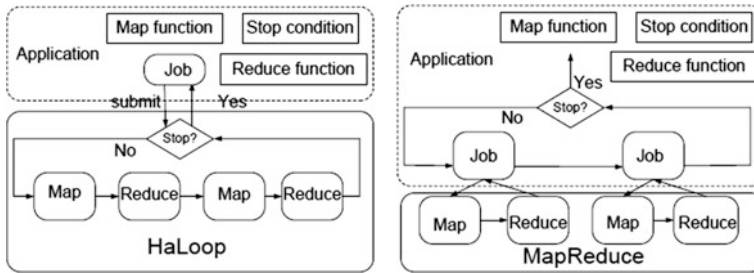 Map function
Stop condition
Application
Reduce function
Job
submit
Yes
Stop?
No
Map
Reduce
Map
Reduce
HaLoop
Map function
Stop condition
Application
Reduce function
Yes
No
Stop?
Job
Job
Map
Reduce
Map
Reduce
MapReduce